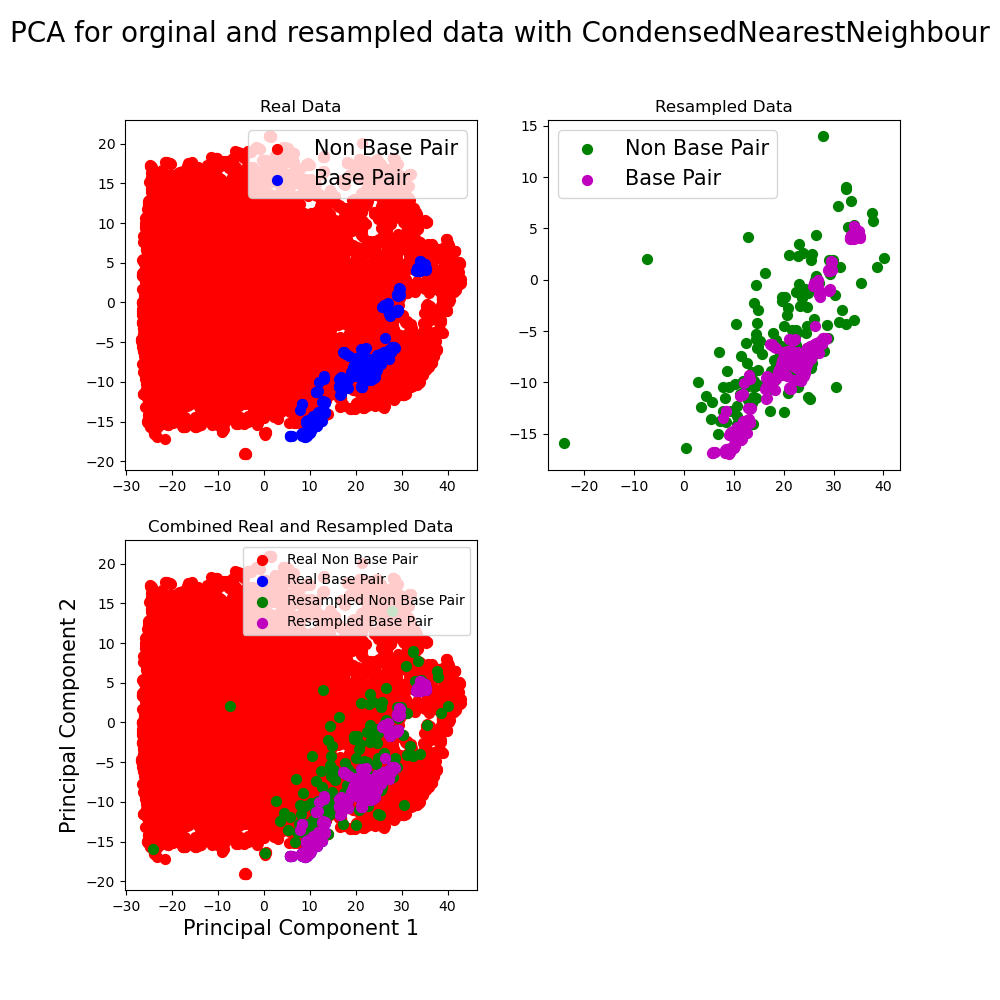 PCA for orginal and resampled data with CondensedNearestNeighbour
Real Data
Non Base Pair
Base Pair
20
15
10
5
0
−5
−10
−15
−20
−30 −20 −10 0 10 20 30 40
Resampled Data
Non Base Pair
Base Pair
15
10
5
0
−5
−10
−15
−20 −10 0 10 20 30 40
Combined Real and Resampled Data
Real Non Base Pair
Real Base Pair
Resampled Non Base Pair
Resampled Base Pair
Principal Component 2
20
15
10
5
0
−5
−10
−15
−20
−30 −20 −10 0 10 20 30 40
Principal Component 1